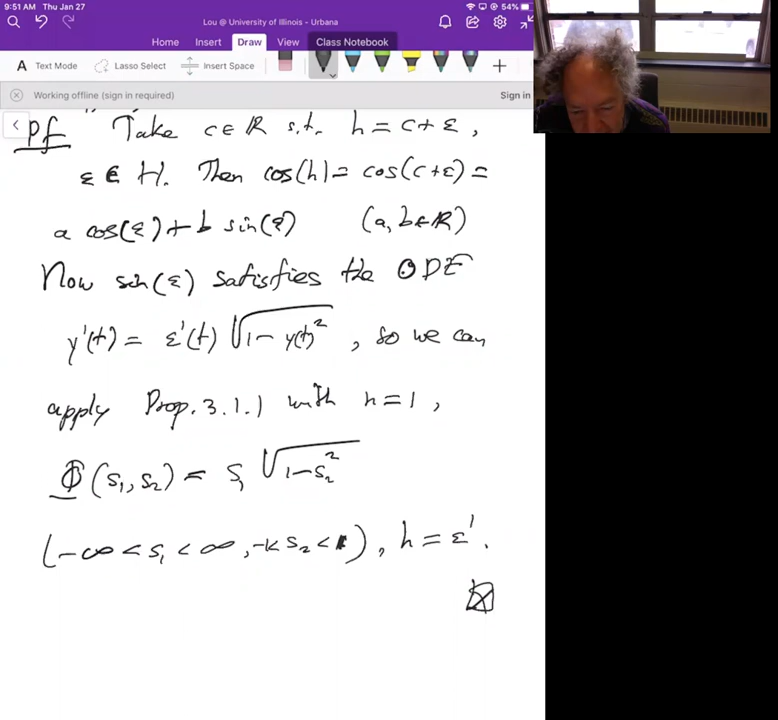 9:51 AM Thu Jan 27
54%
Lou @ University of Illinois - Urbana
Home Insert Draw View Class Notebook
A Text Mode Lasso Select Insert Space
Working offline (sign in required) Sign in
pf Take c∈ℝ s.t. h = c+ε,
ε ∈ H. Then cos(h) = cos(c+ε) =
a cos(ε) + b sin(ε) (a, b∈ℝ)
Now sin(ε) satisfies the ODE
y'(t) = ε'(t) √1 - y(t)², so we can
apply Prop. 3.1.1 with n=1,
Φ(s₁, s₂) = s₁ √1-s₂²
(-∞ < s₁ < ∞, -1< s₂ < 1), h = ε'.